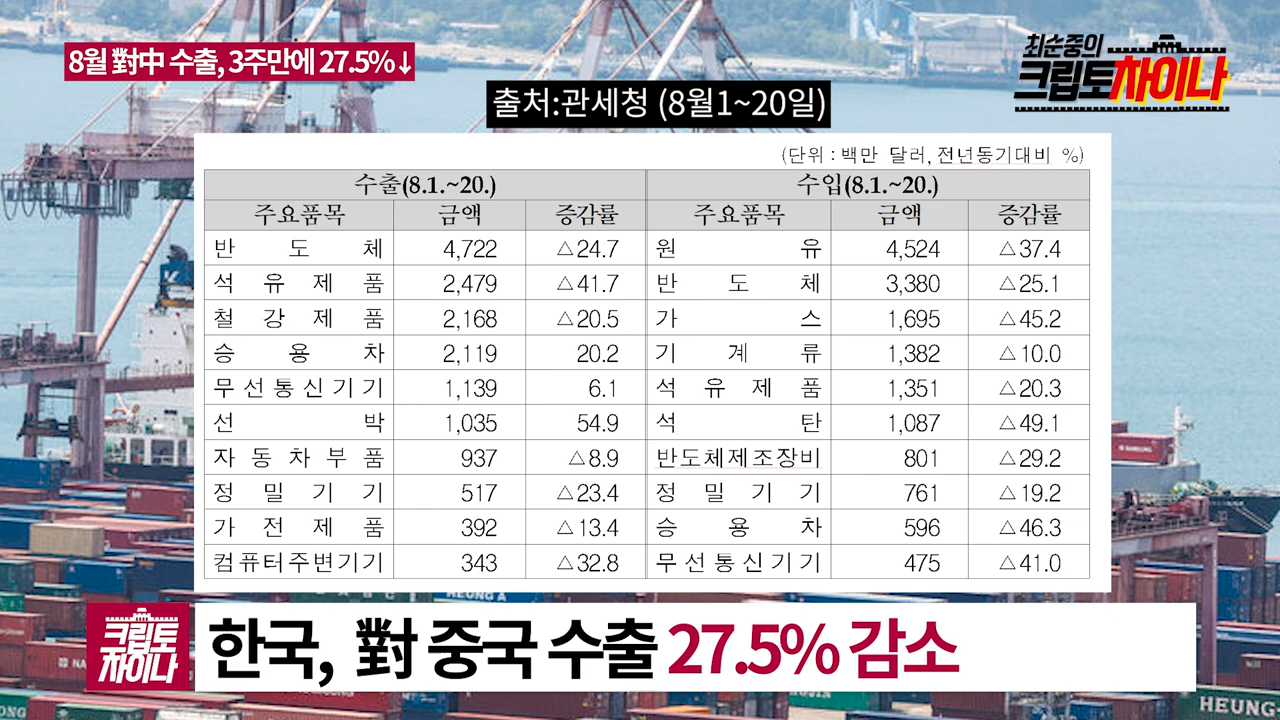 8월 對中 수출, 3주만에 27.5%↓
최순중의
크립토차이나
출처:관세청 (8월1~20일)
(단위 : 백만 달러, 전년동기대비 %)
수출(8.1.~20.) 수입(8.1.~20.)
주요품목 금액 증감률 주요품목 금액 증감률
반도체 4,722 △24.7 원유 4,524 △37.4
석유제품 2,479 △41.7 반도체 3,380 △25.1
철강제품 2,168 △20.5 가스 1,695 △45.2
승용차 2,119 20.2 기계류 1,382 △10.0
무선통신기기 1,139 6.1 석유제품 1,351 △20.3
선박 1,035 54.9 석탄 1,087 △49.1
자동차부품 937 △8.9 반도체제조장비 801 △29.2
정밀기기 517 △23.4 정밀기기 761 △19.2
가전제품 392 △13.4 승용차 596 △46.3
컴퓨터주변기기 343 △32.8 무선통신기기 475 △41.0
HEUNG A
크립토
차이나
한국, 對 중국 수출 27.5% 감소
HEUNG